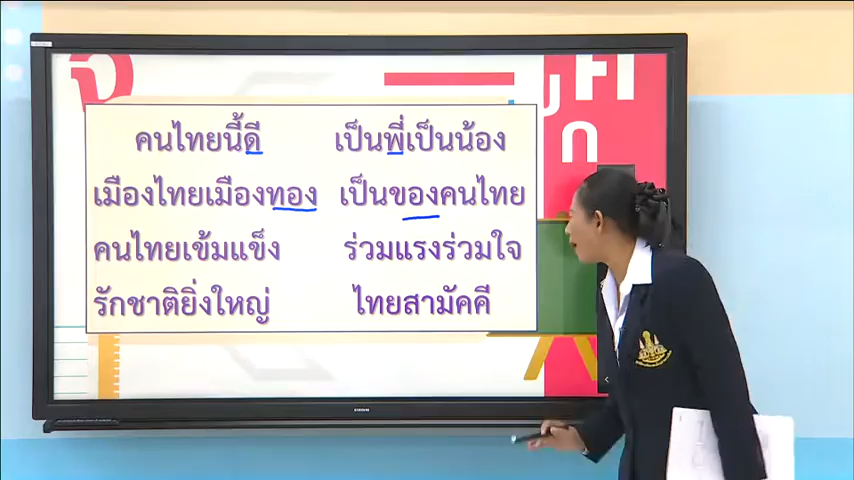 คนไทยนี้ดี เป็นพี่เป็นน้อง
เมืองไทยเมืองทอง เป็นของคนไทย
คนไทยเข้มแข็ง ร่วมแรงร่วมใจ
รักชาติยิ่งใหญ่ ไทยสามัคคี